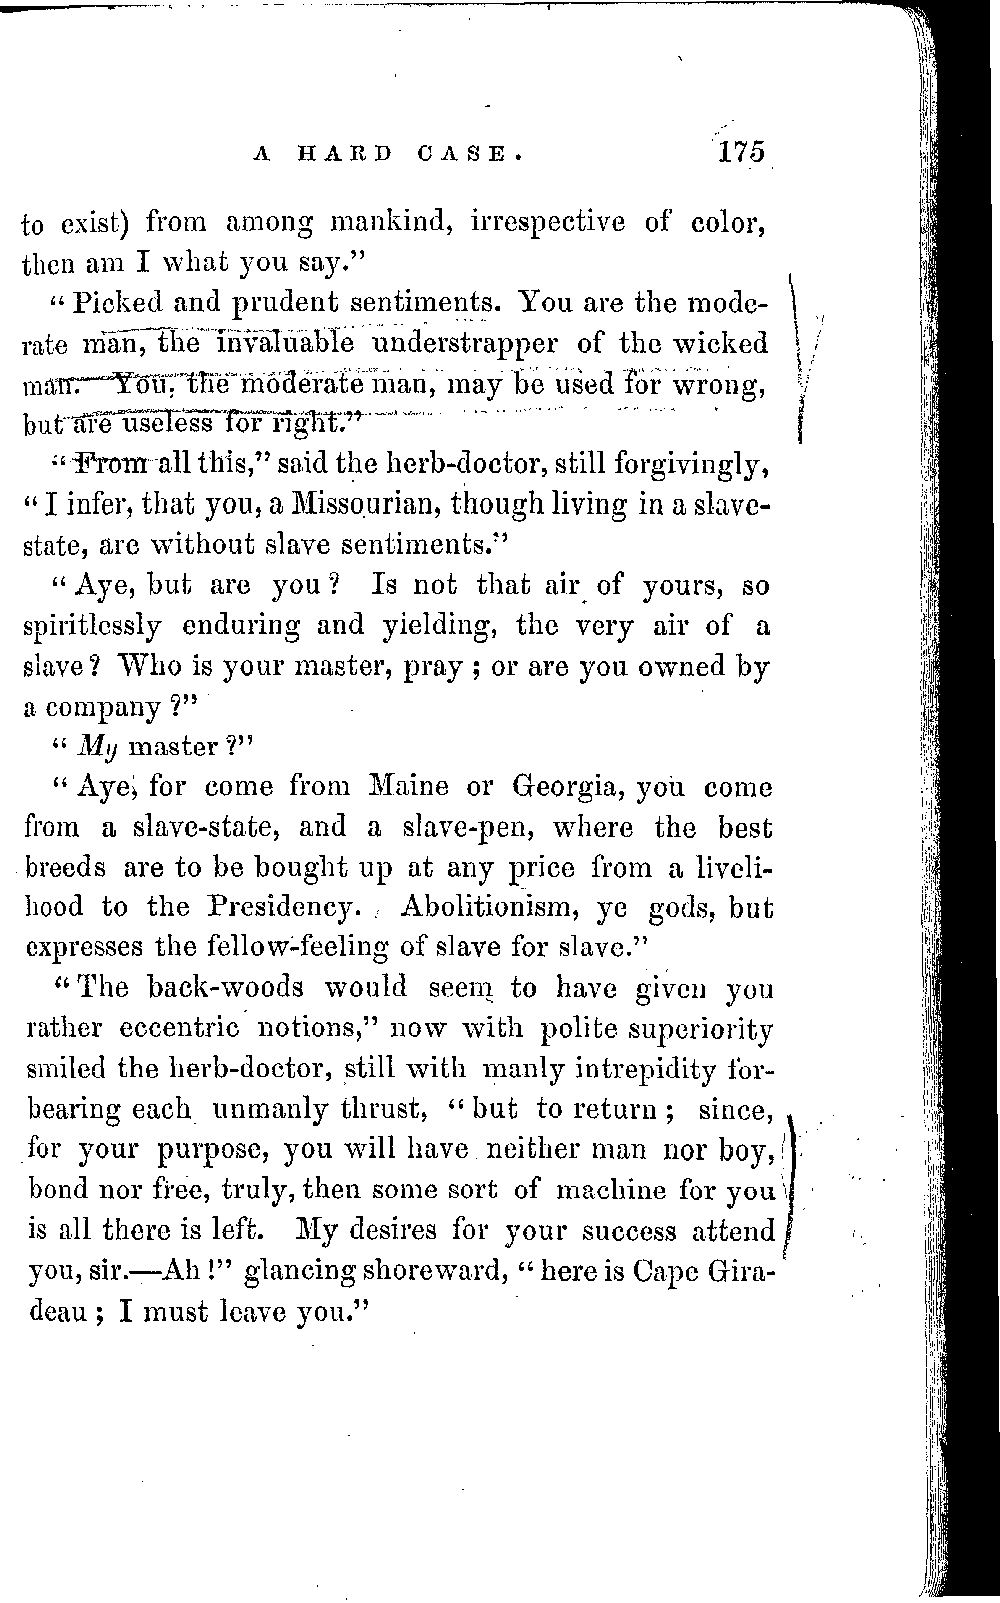 A HARD CASE. 175
to exist) from among mankind, irrespective of color,
then am I what you say."
"Picked and prudent sentiments. You are the mode-
rate man, the invaluable understrapper of the wicked
man. You, the moderate man, may be used for wrong,
but are useless for right."
"From all this," said the herb-doctor, still forgivingly,
"I infer, that you, a Missourian, though living in a slave-
state, are without slave sentiments."
"Aye, but are you? Is not that air of yours, so
spiritlessly enduring and yielding, the very air of a
slave? Who is your master, pray; or are you owned by
a company?"
"My master?"
"Aye, for come from Maine or Georgia, you come
from a slave-state, and a slave-pen, where the best
breeds are to be bought up at any price from a liveli-
hood to the Presidency. Abolitionism, ye gods, but
expresses the fellow-feeling of slave for slave."
"The back-woods would seem to have given you
rather eccentric notions," now with polite superiority
smiled the herb-doctor, still with manly intrepidity for-
bearing each unmanly thrust, "but to return; since,
for your purpose, you will have neither man nor boy,
bond nor free, truly, then some sort of machine for you
is all there is left. My desires for your success attend
you, sir.—Ah!" glancing shoreward, "here is Cape Gira-
deau; I must leave you."